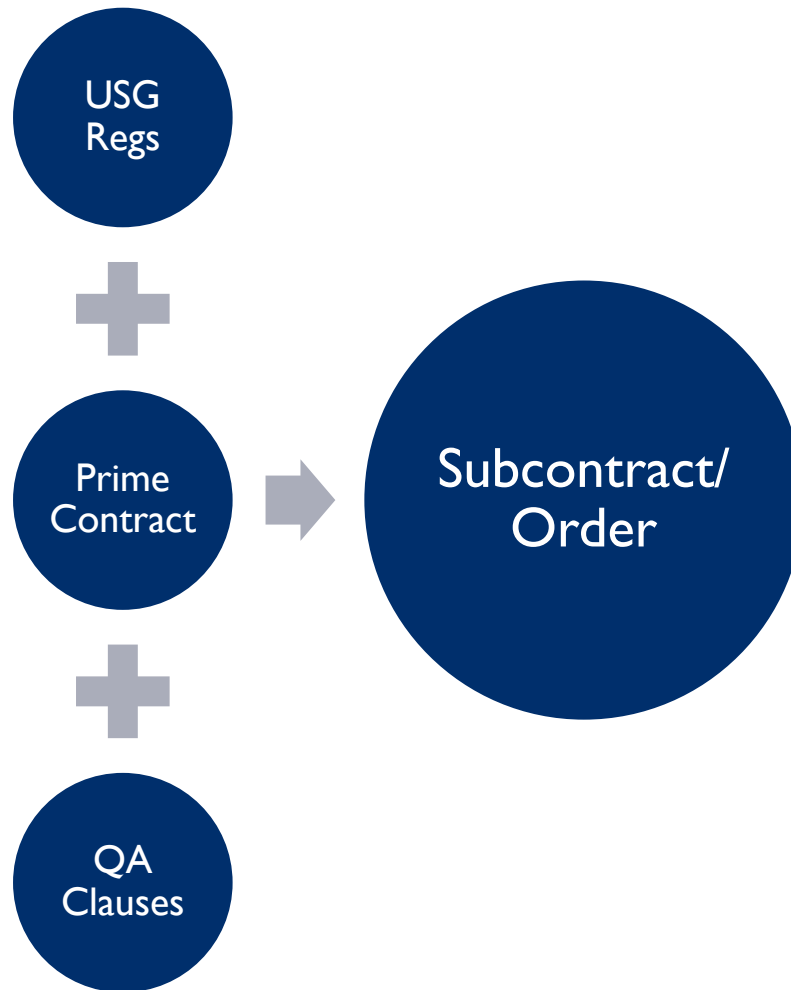 USG
Regs
Prime
Contract
Subcontract/
Order
QA
Clauses